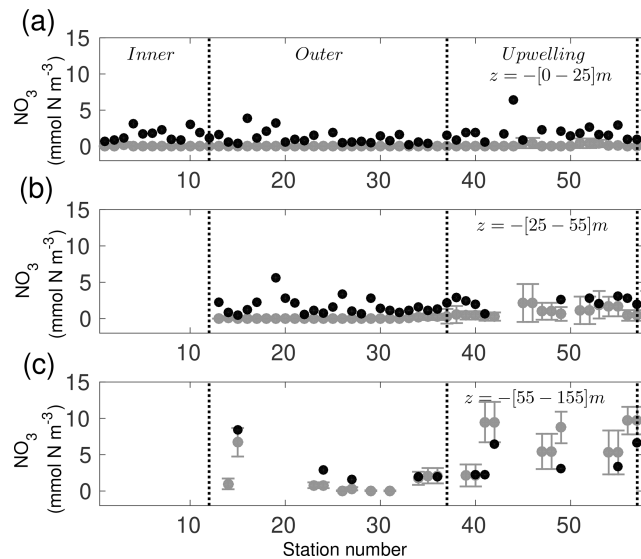 (a)
15
10
5
0
NO3
(mmol N m-3)
Inner
Outer
Upwelling
z = −[0 − 25]m
10
20
30
40
50
(b)
15
10
5
0
NO3
(mmol N m-3)
z = −[25 − 55]m
10
20
30
40
50
(c)
15
10
5
0
NO3
(mmol N m-3)
z = −[55 − 155]m
10
20
30
40
50
Station number